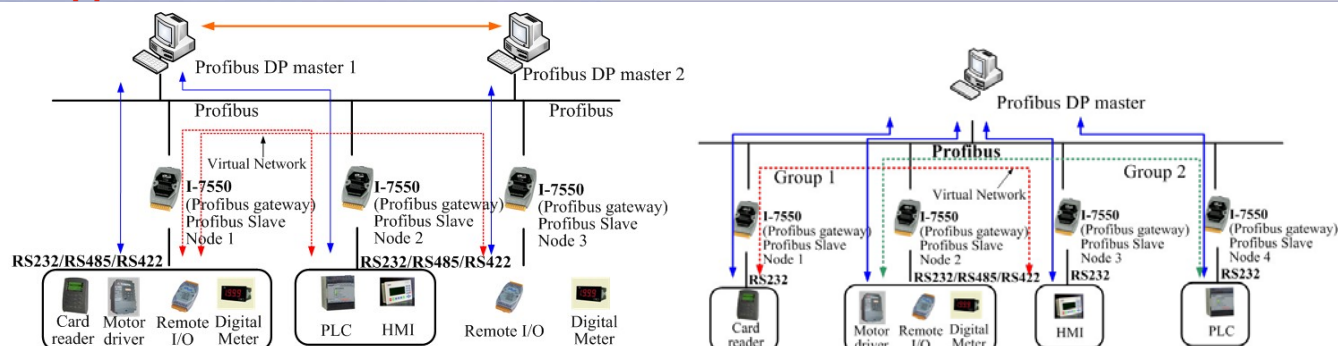 Profibus DP master 1
Profibus DP master 2
Profibus
Profibus
Virtual Network
I-7550
(Profibus gateway)
Profibus Slave
Node 1
I-7550
(Profibus gateway)
Profibus Slave
Node 2
I-7550
(Profibus gateway)
Profibus Slave
Node 3
RS232/RS485/RS422
RS232/RS485/RS422
Card
reader
Motor
driver
Remote
I/O
Digital
Meter
PLC
HMI
Remote I/O
Digital
Meter
Profibus DP master
Profibus
Group 1
Group 2
Virtual Network
I-7550
(Profibus gateway)
Profibus Slave
Node 1
I-7550
(Profibus gateway)
Profibus Slave
Node 2
I-7550
(Profibus gateway)
Profibus Slave
Node 3
I-7550
(Profibus gateway)
Profibus Slave
Node 4
RS232
RS232/RS485/RS422
RS232
RS232
Card
reader
Motor
driver
Remote
I/O
Digital
Meter
HMI
PLC